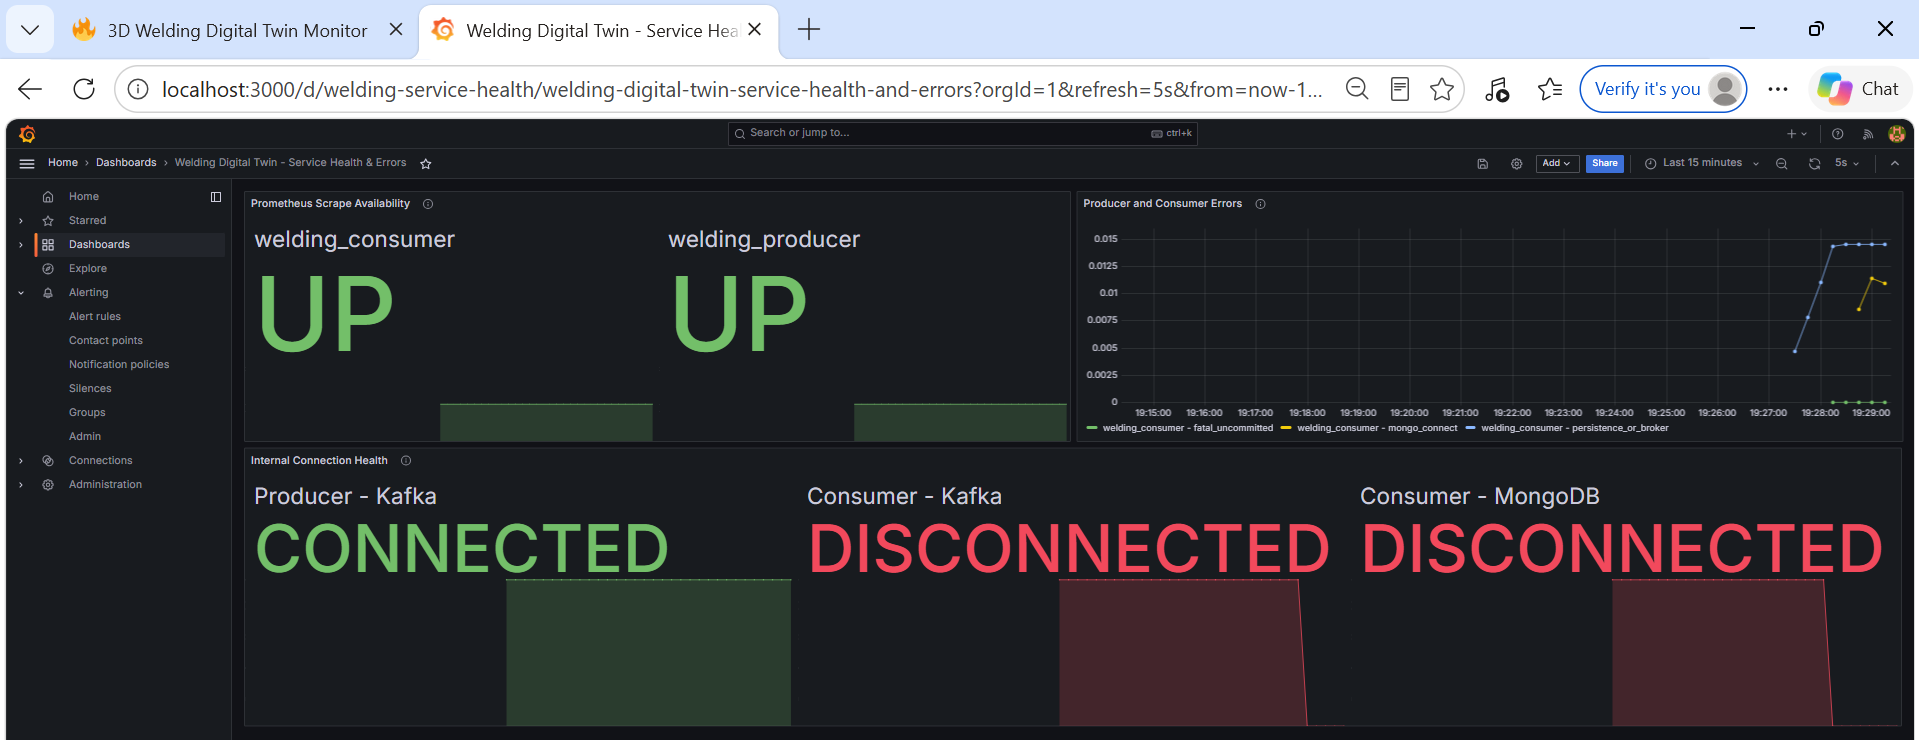 3D Welding Digital Twin Monitor
Welding Digital Twin - Service Hea
localhost:3000/d/welding-service-health/welding-digital-twin-service-health-and-errors?orgId=1&refresh=5s&from=now-1...
Verify it's you
Chat
Search or jump to...
ctrl+k
Home › Dashboards › Welding Digital Twin - Service Health & Errors
Add
Share
Last 15 minutes
5s
Home
Starred
Dashboards
Explore
Alerting
Alert rules
Contact points
Notification policies
Silences
Groups
Admin
Connections
Administration
Prometheus Scrape Availability
welding_consumer
UP
welding_producer
UP
Producer and Consumer Errors
0.015
0.0125
0.01
0.0075
0.005
0.0025
0
19:15:00 19:16:00 19:17:00 19:18:00 19:19:00 19:20:00 19:21:00 19:22:00 19:23:00 19:24:00 19:25:00 19:26:00 19:27:00 19:28:00 19:29:00
welding_consumer - fatal_uncommitted welding_consumer - mongo_connect welding_consumer - persistence_or_broker
Internal Connection Health
Producer - Kafka
CONNECTED
Consumer - Kafka
DISCONNECTED
Consumer - MongoDB
DISCONNECTED